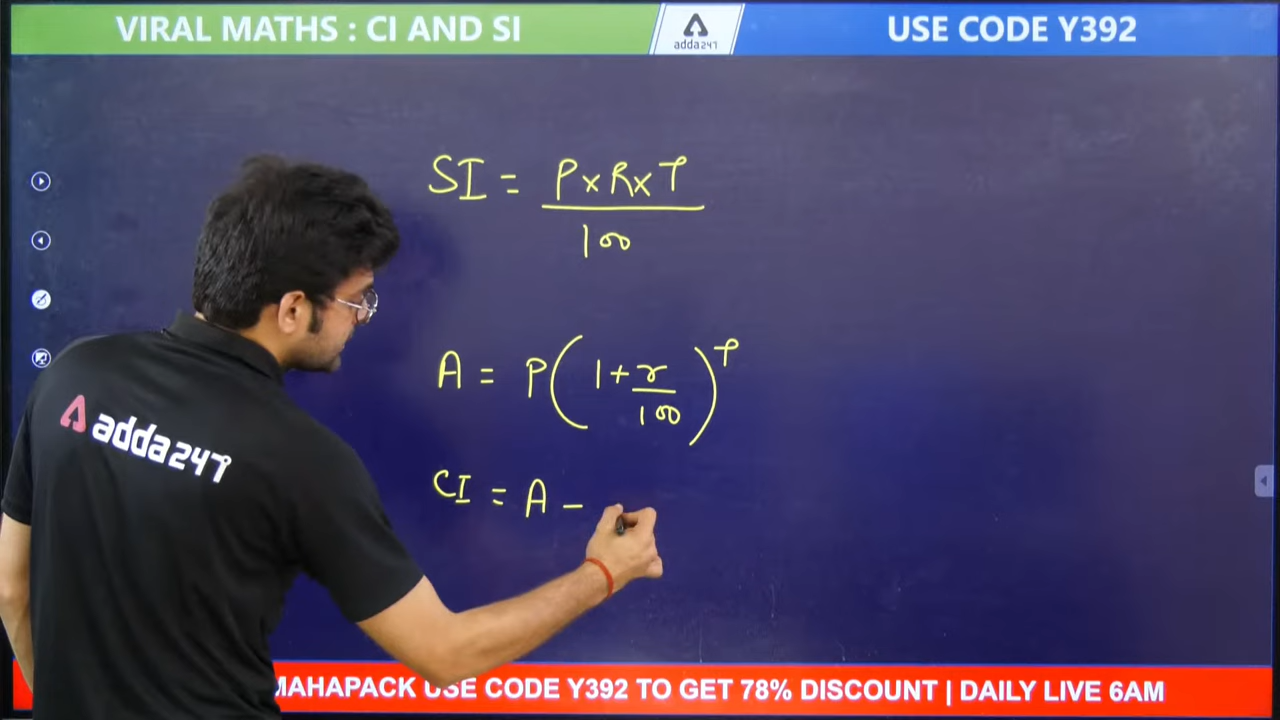 VIRAL MATHS : CI AND SI
adda247
USE CODE Y392
SI = P×R×T
100
A = P(1+r
100)^T
CI = A -
adda247
MAHAPACK USE CODE Y392 TO GET 78% DISCOUNT | DAILY LIVE 6AM